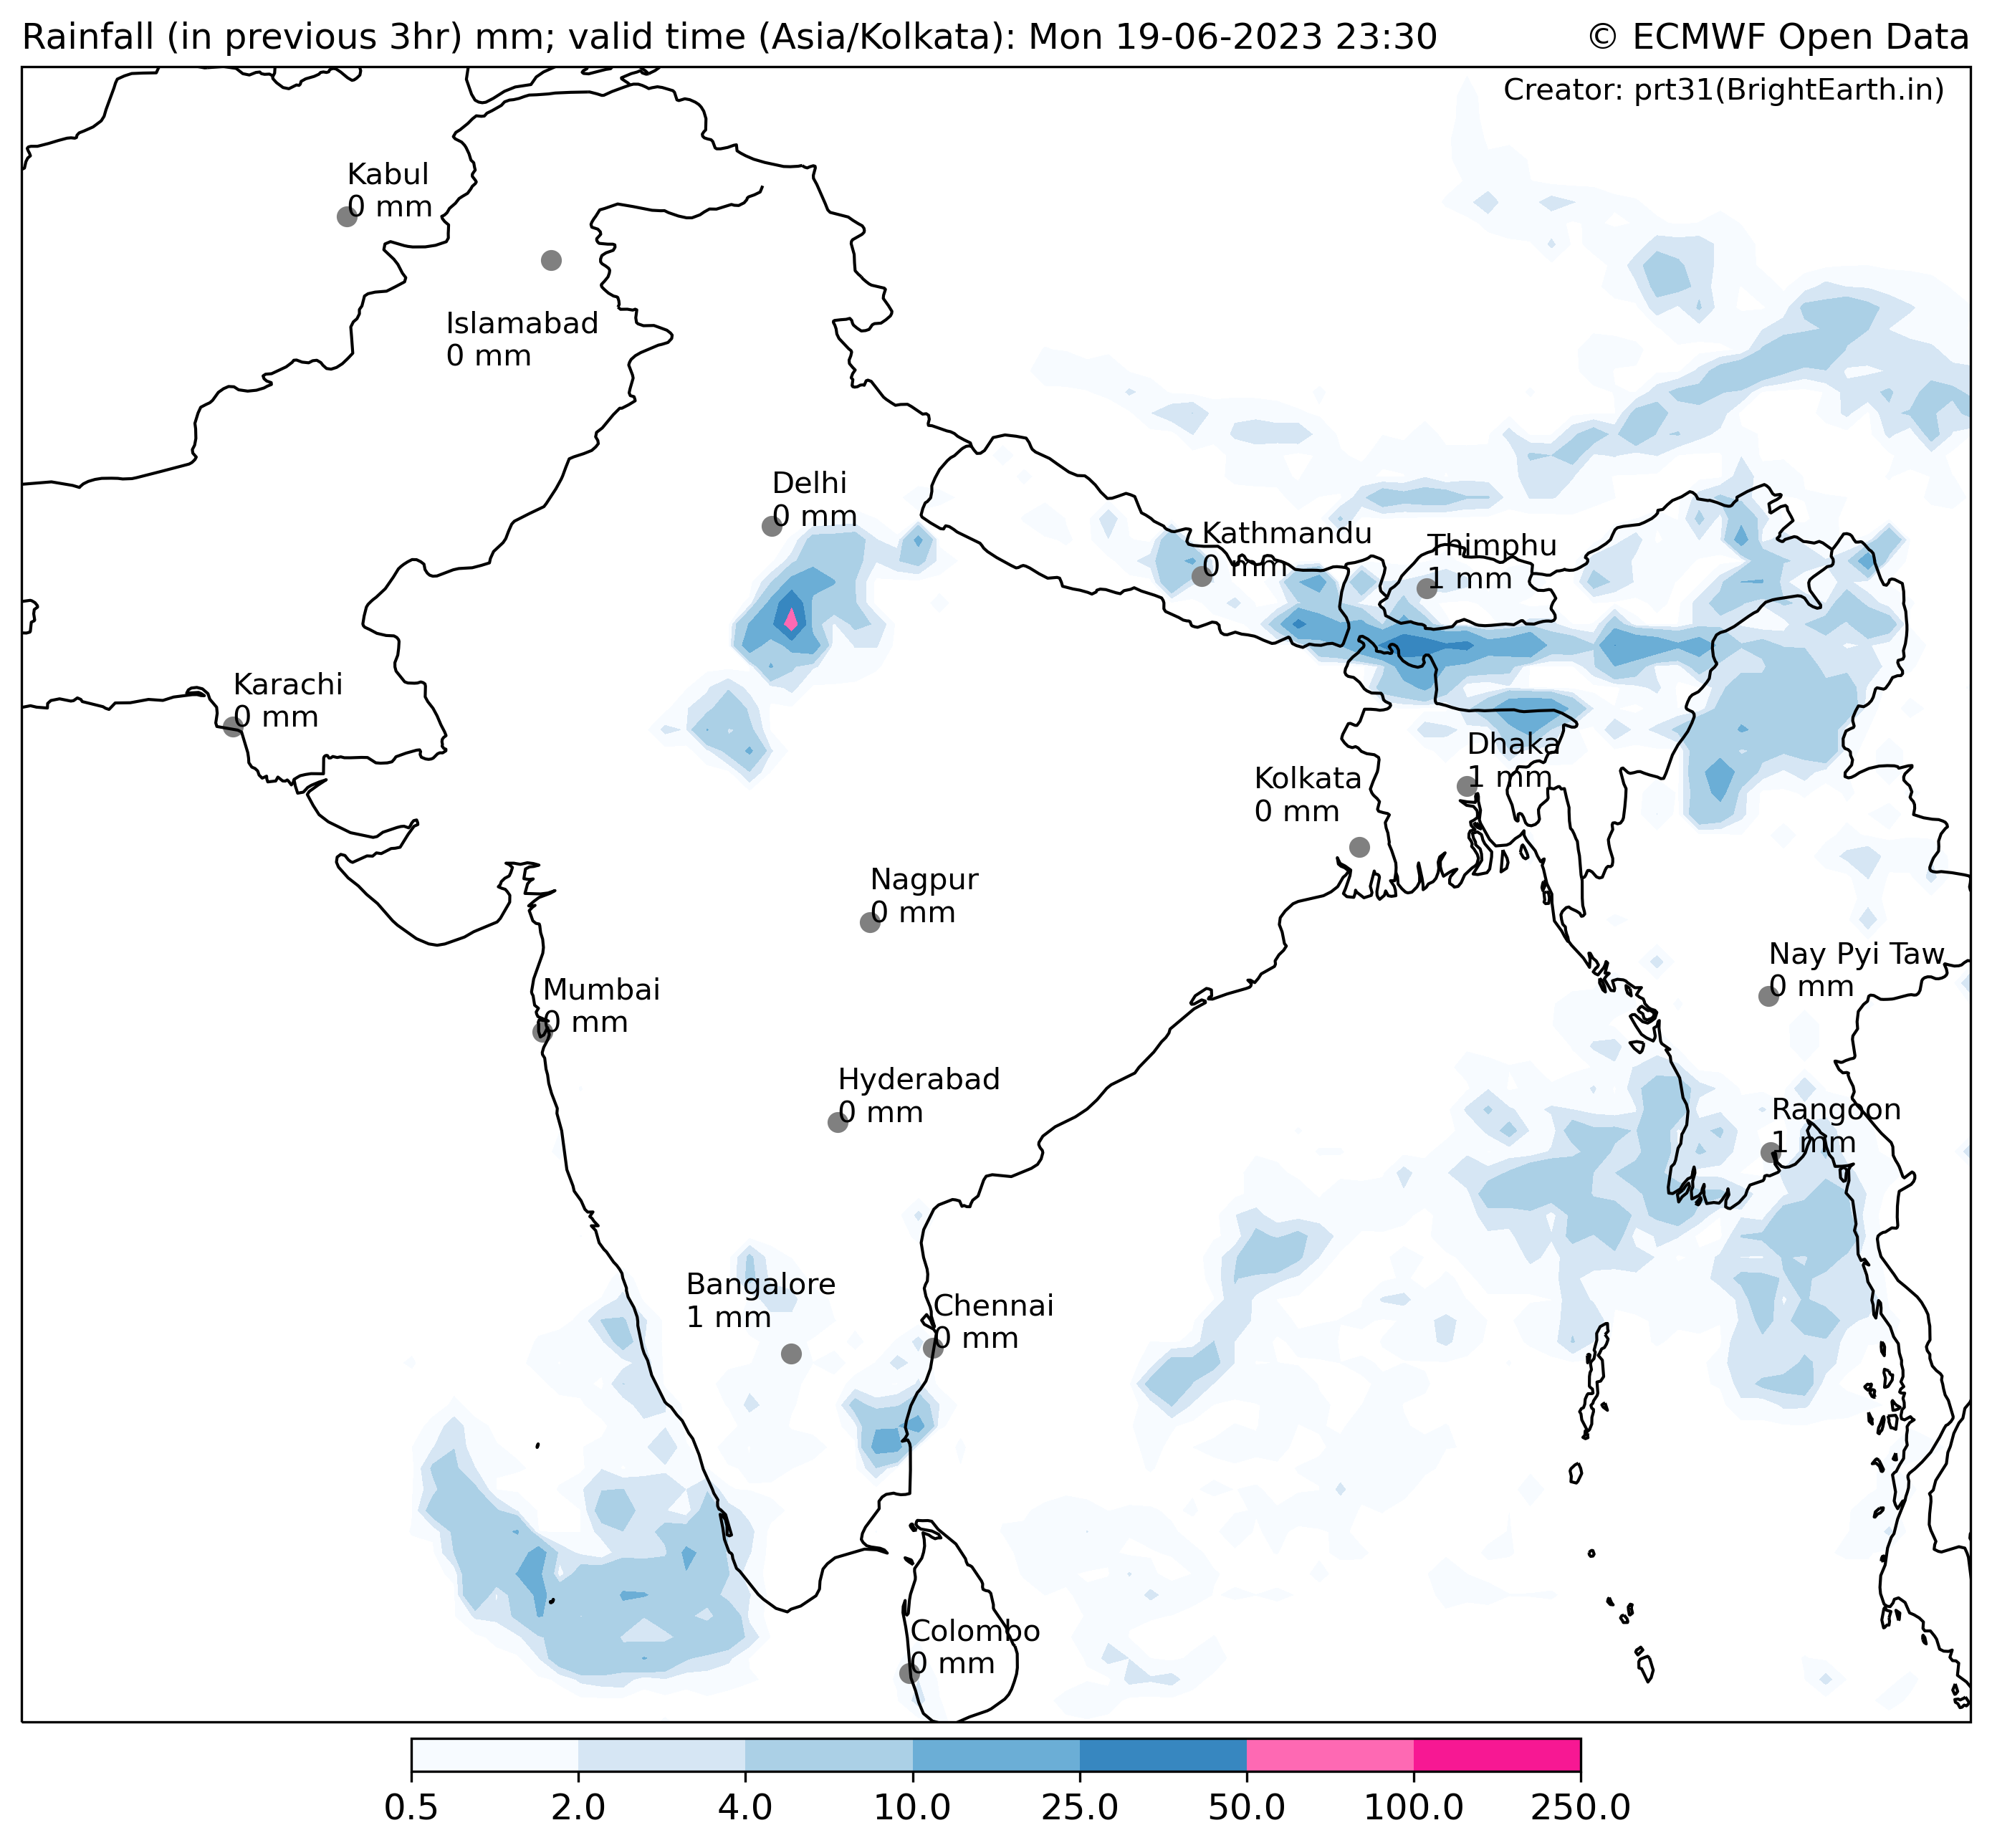 Rainfall (in previous 3hr) mm; valid time (Asia/Kolkata): Mon 19-06-2023 23:30
© ECMWF Open Data
Creator: prt31(BrightEarth.in)
Kabul
0 mm
Islamabad
0 mm
Delhi
0 mm
Kathmandu
0 mm
Thimphu
1 mm
Karachi
0 mm
Dhaka
1 mm
Kolkata
0 mm
Nagpur
0 mm
Nay Pyi Taw
0 mm
Mumbai
0 mm
Hyderabad
0 mm
Rangoon
1 mm
Bangalore
1 mm
Chennai
0 mm
Colombo
0 mm
0.5 2.0 4.0 10.0 25.0 50.0 100.0 250.0